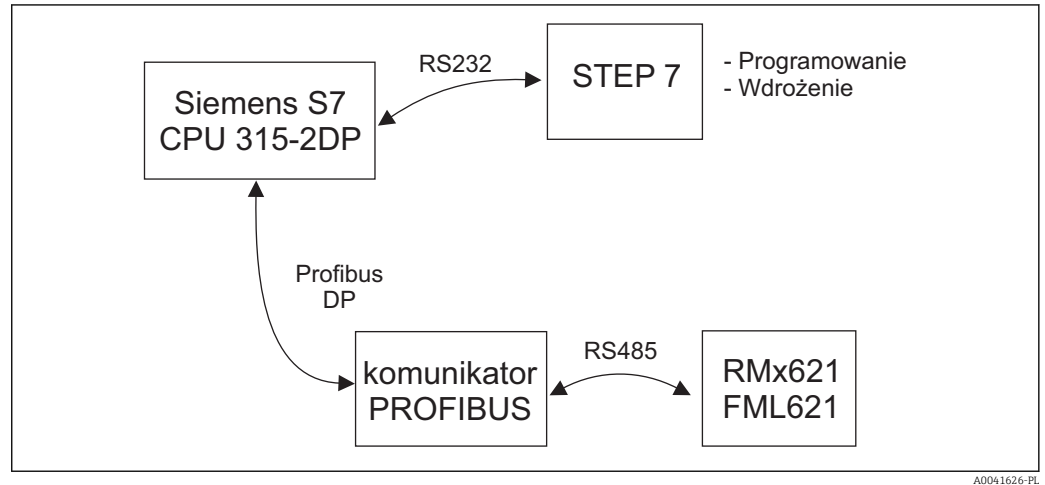 RS232
STEP 7
- Programowanie
- Wdrożenie
Siemens S7
CPU 315-2DP
Profibus
DP
komunikator
PROFIBUS
RS485
RMx621
FML621
A0041626-PL